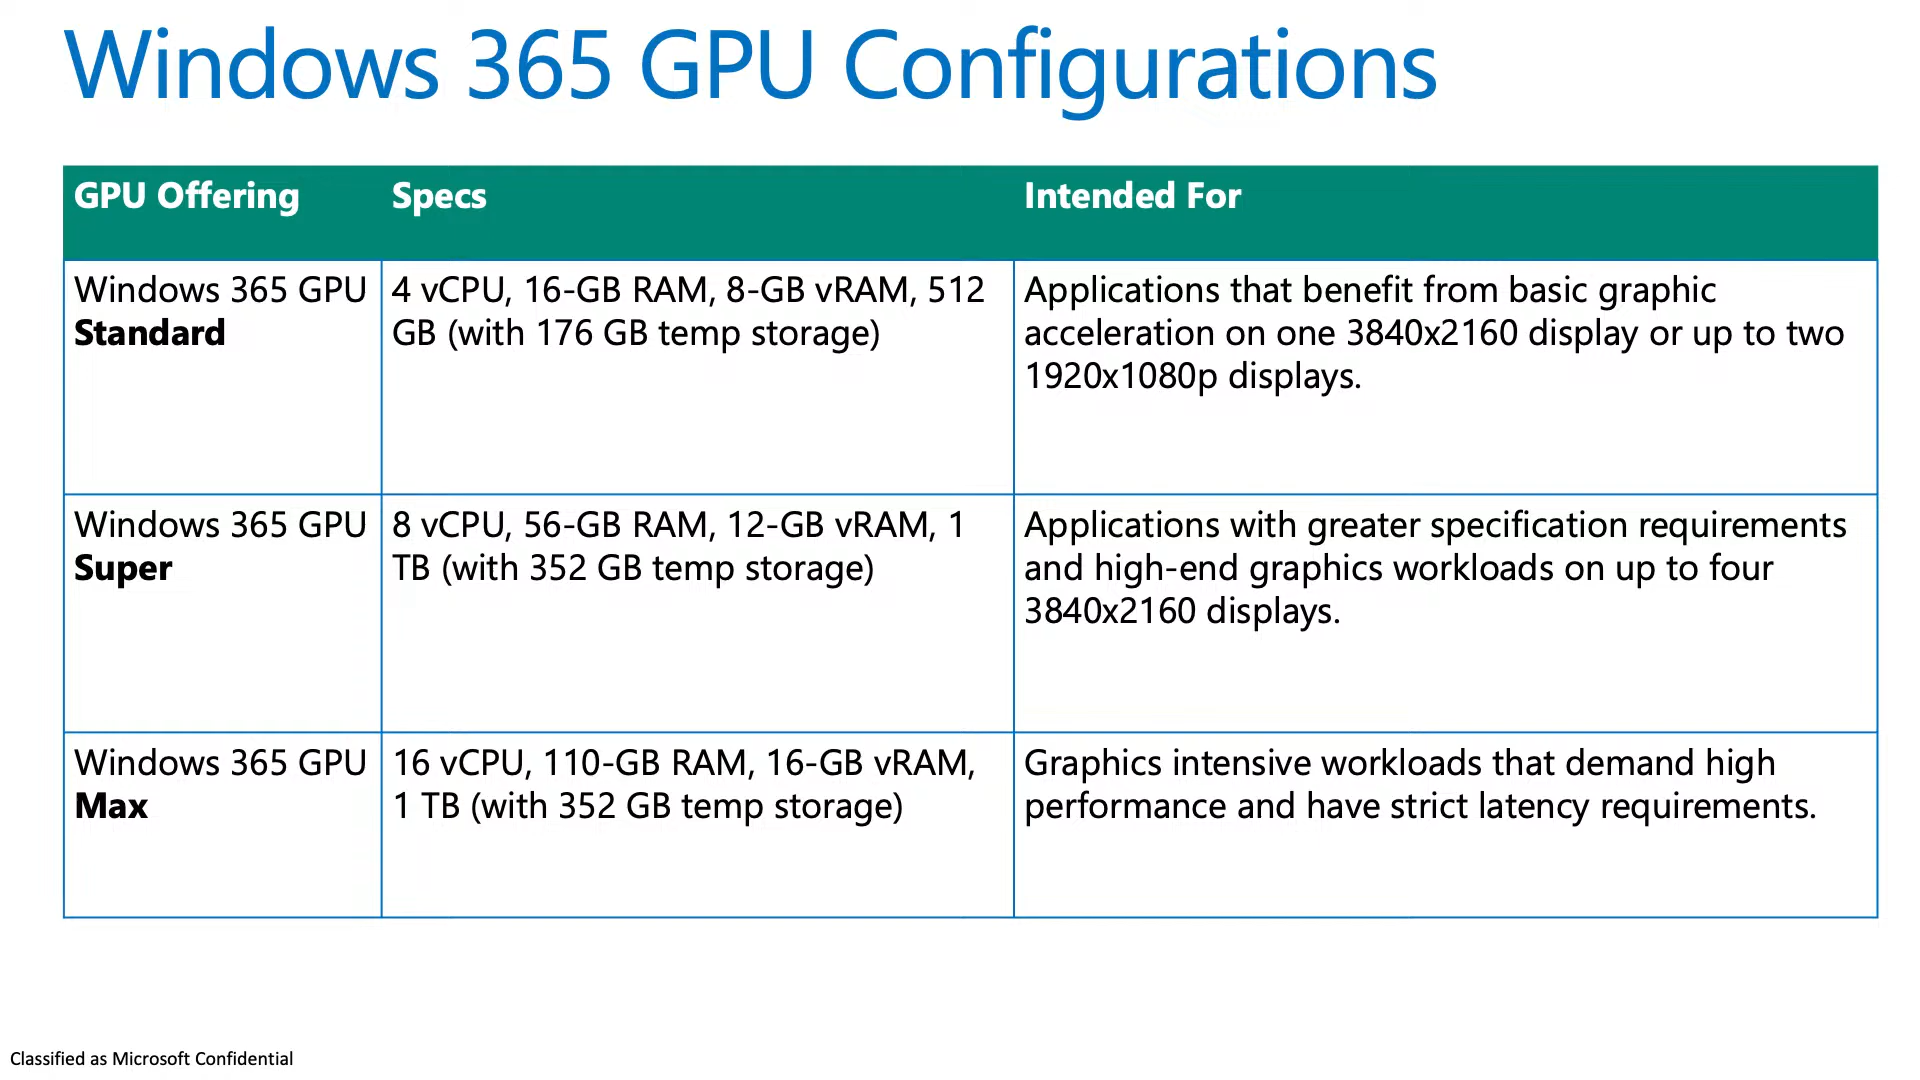 Windows 365 GPU Configurations
GPU Offering
Specs
Intended For
Windows 365 GPU
Standard
4 vCPU, 16-GB RAM, 8-GB vRAM, 512
GB (with 176 GB temp storage)
Applications that benefit from basic graphic
acceleration on one 3840x2160 display or up to two
1920x1080p displays.
Windows 365 GPU
Super
8 vCPU, 56-GB RAM, 12-GB vRAM, 1
TB (with 352 GB temp storage)
Applications with greater specification requirements
and high-end graphics workloads on up to four
3840x2160 displays.
Windows 365 GPU
Max
16 vCPU, 110-GB RAM, 16-GB vRAM,
1 TB (with 352 GB temp storage)
Graphics intensive workloads that demand high
performance and have strict latency requirements.
Classified as Microsoft Confidential